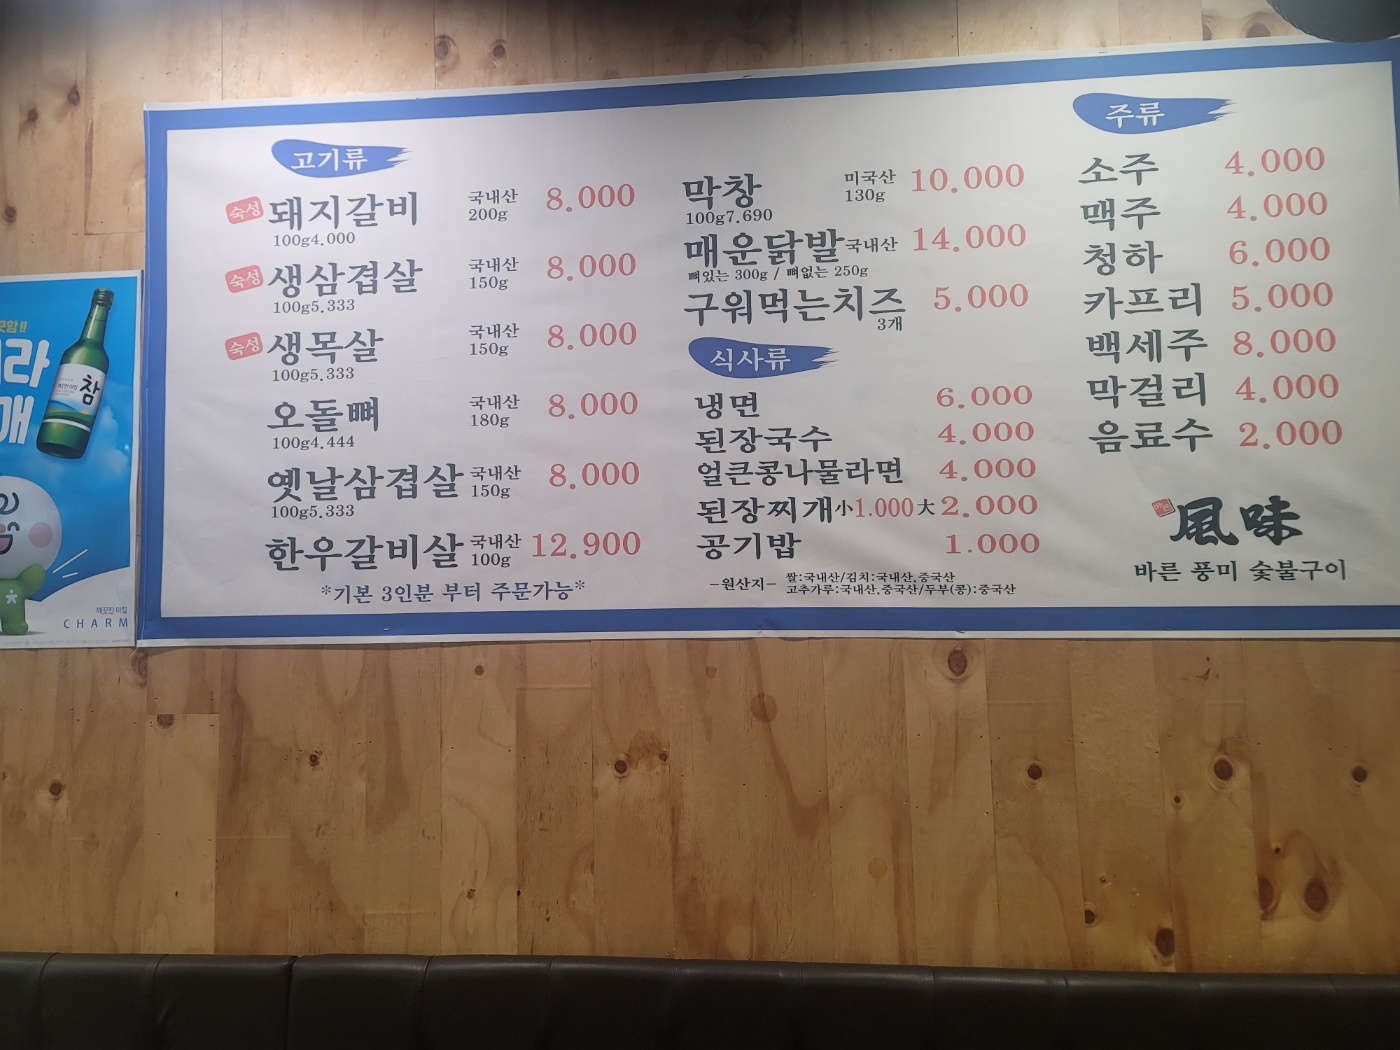 고기류
숙성 돼지갈비 국내산 200g 8.000
100g4.000
숙성 생삼겹살 국내산 150g 8.000
100g5.333
숙성 생목살 국내산 150g 8.000
100g5.333
오돌뼈 국내산 180g 8.000
100g4.444
옛날삼겹살 국내산 150g 8.000
100g5.333
한우갈비살 국내산 100g 12.900
*기본 3인분 부터 주문가능*
막창 미국산 130g 10.000
100g7.690
매운닭발 국내산 14.000
뼈있는 300g / 뼈없는 250g
구워먹는치즈 5.000
3개
식사류
냉면 6.000
된장국수 4.000
얼큰콩나물라면 4.000
된장찌개 小1.000 大2.000
공기밥 1.000
-원산지- 쌀:국내산/김치:국내산,중국산
고추가루:국내산,중국산/두부(콩):중국산
주류
소주 4.000
맥주 4.000
청하 6.000
카프리 5.000
백세주 8.000
막걸리 4.000
음료수 2.000
風味
바른 풍미 숯불구이
참
깨끗한 아침
CHARM